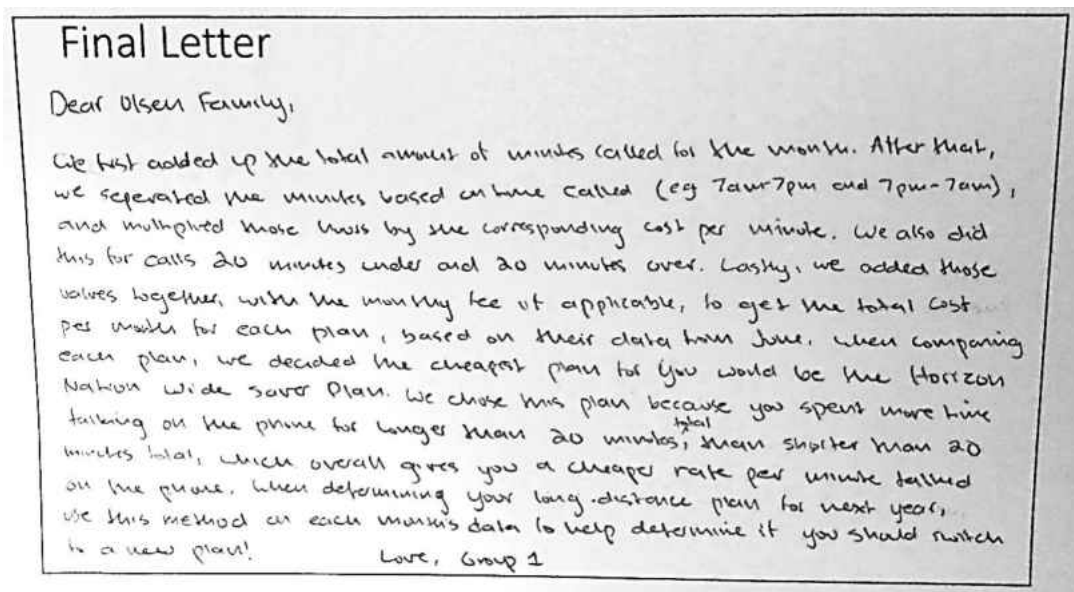 Final Letter
Dear Olsen Family,
We first added up the total amount of minutes called for the month. After that,
we seperated the minutes based on time called (eg 7am-7pm and 7pm-7am),
and multiplied those by the corresponding cost per minute. We also did
this for calls 20 minutes under and 20 minutes over. Lastly, we added those
values together, with the monthly fee if applicable, to get the total cost
per month for each plan, based on their data from June. When comparing
each plan, we decided the cheapest plan for you would be the Horizon
Nation Wide Saver Plan. We chose this plan because you spent more time
talking on the phone for longer than 20 minutes, total than shorter than 20
minutes total, which overall gives you a cheaper rate per minute talked
on the phone. When determining your long-distance plan for next year,
use this method on each month's data to help determine if you should switch
to a new plan!
Love, Group 1